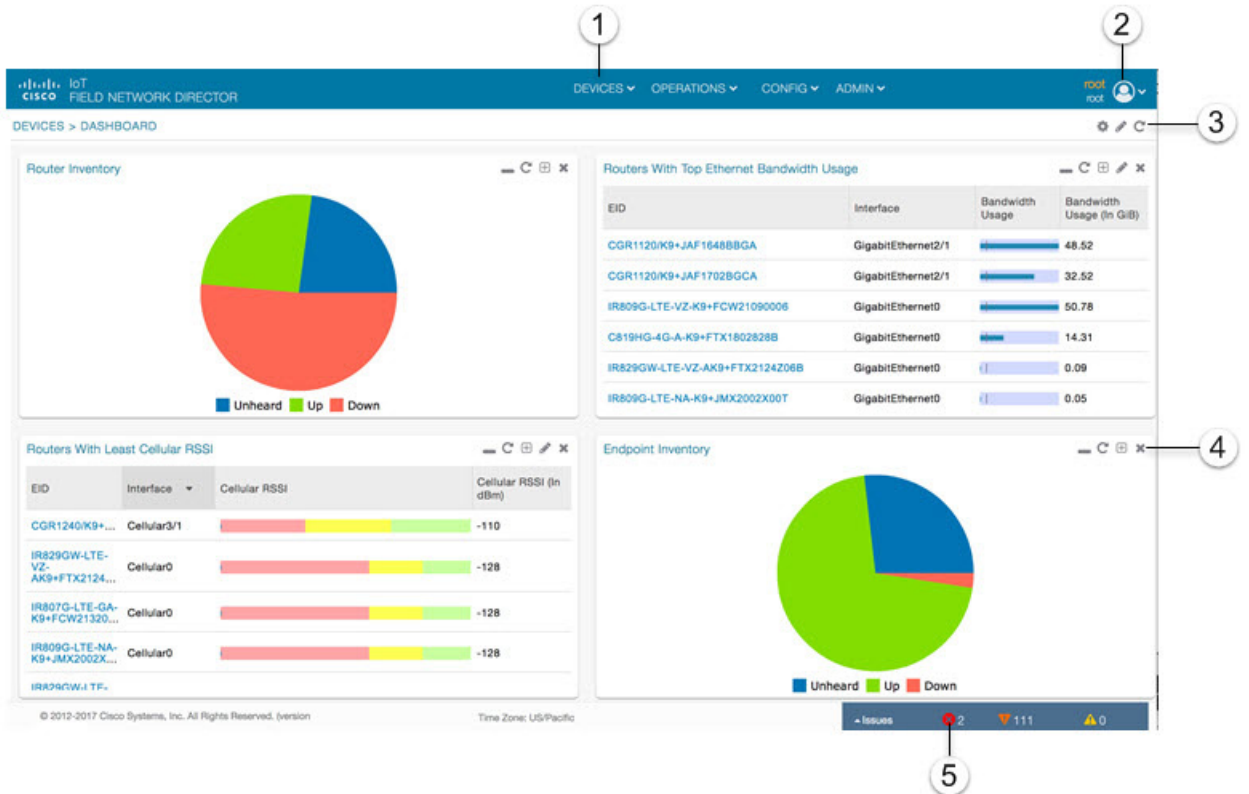 1
2
IoT
CISCO FIELD NETWORK DIRECTOR
DEVICES OPERATIONS CONFIG ADMIN
root
root
DEVICES > DASHBOARD
3
Router Inventory
Unheard Up Down
Routers With Top Ethernet Bandwidth Usage
EID Interface Bandwidth Usage Bandwidth Usage (In GiB)
CGR1120/K9+JAF1648BBGA GigabitEthernet2/1 48.52
CGR1120/K9+JAF1702BGCA GigabitEthernet2/1 32.52
IR809G-LTE-VZ-K9+FCW21090006 GigabitEthernet0 50.78
C819HG-4G-A-K9+FTX1802828B GigabitEthernet0 14.31
IR829GW-LTE-VZ-AK9+FTX2124Z06B GigabitEthernet0 0.09
IR809G-LTE-NA-K9+JMX2002X00T GigabitEthernet0 0.05
Routers With Least Cellular RSSI
EID Interface Cellular RSSI Cellular RSSI (In dBm)
CGR1240/K9+... Cellular3/1 -110
IR829GW-LTE-
VZ-
AK9+FTX2124... Cellular0 -128
IR807G-LTE-GA-
K9+FCW21320... Cellular0 -128
IR809G-LTE-NA-
K9+JMX2002X... Cellular0 -128
IR829GW-LTE-
Endpoint Inventory
4
Unheard Up Down
© 2012-2017 Cisco Systems, Inc. All Rights Reserved. (version
Time Zone: US/Pacific
Issues 2 111 0
5